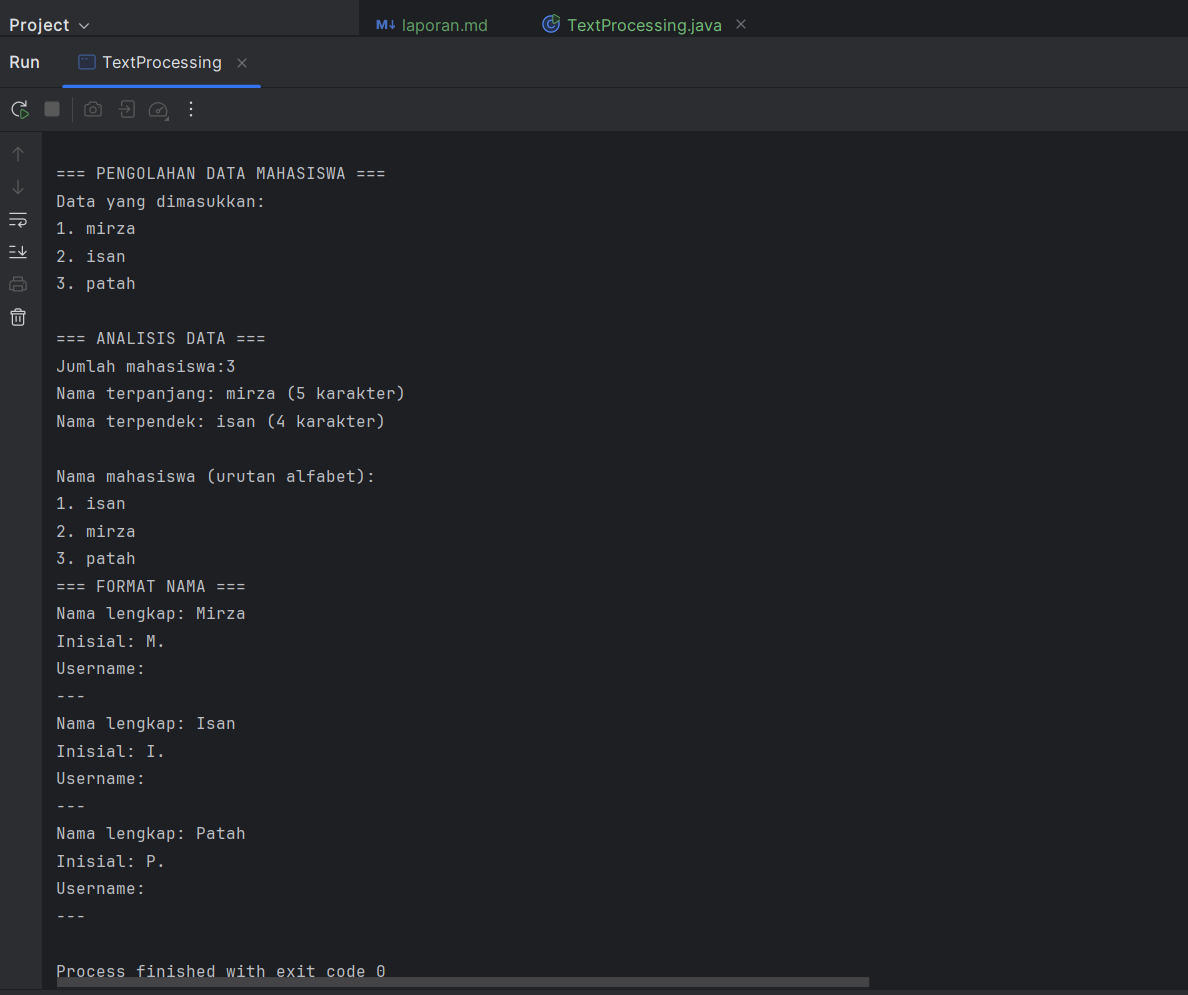 Project
M↓ laporan.md
TextProcessing.java
Run
TextProcessing
=== PENGOLAHAN DATA MAHASISWA ===
Data yang dimasukkan:
1. mirza
2. isan
3. patah
=== ANALISIS DATA ===
Jumlah mahasiswa:3
Nama terpanjang: mirza (5 karakter)
Nama terpendek: isan (4 karakter)
Nama mahasiswa (urutan alfabet):
1. isan
2. mirza
3. patah
=== FORMAT NAMA ===
Nama lengkap: Mirza
Inisial: M.
Username:
---
Nama lengkap: Isan
Inisial: I.
Username:
---
Nama lengkap: Patah
Inisial: P.
Username:
---
Process finished with exit code 0